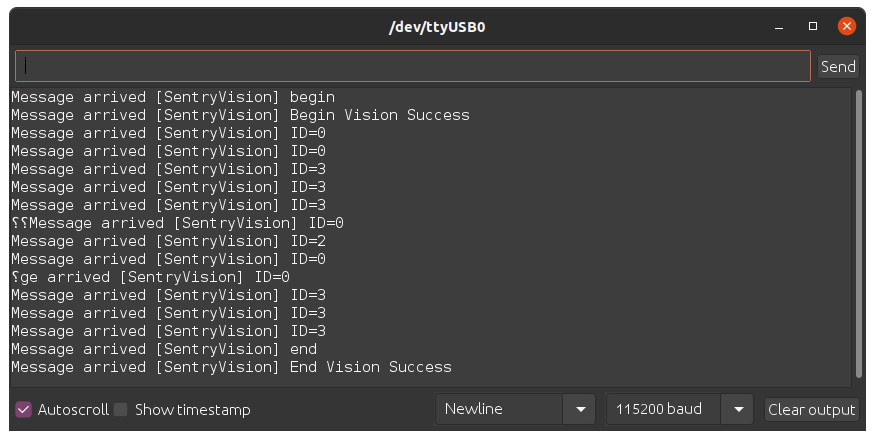 /dev/ttyUSB0
Send
Message arrived [SentryVision] begin
Message arrived [SentryVision] Begin Vision Success
Message arrived [SentryVision] ID=0
Message arrived [SentryVision] ID=0
Message arrived [SentryVision] ID=3
Message arrived [SentryVision] ID=3
Message arrived [SentryVision] ID=3
⸮⸮Message arrived [SentryVision] ID=0
Message arrived [SentryVision] ID=2
Message arrived [SentryVision] ID=0
⸮ge arrived [SentryVision] ID=0
Message arrived [SentryVision] ID=3
Message arrived [SentryVision] ID=3
Message arrived [SentryVision] ID=3
Message arrived [SentryVision] end
Message arrived [SentryVision] End Vision Success
Autoscroll Show timestamp Newline 115200 baud Clear output